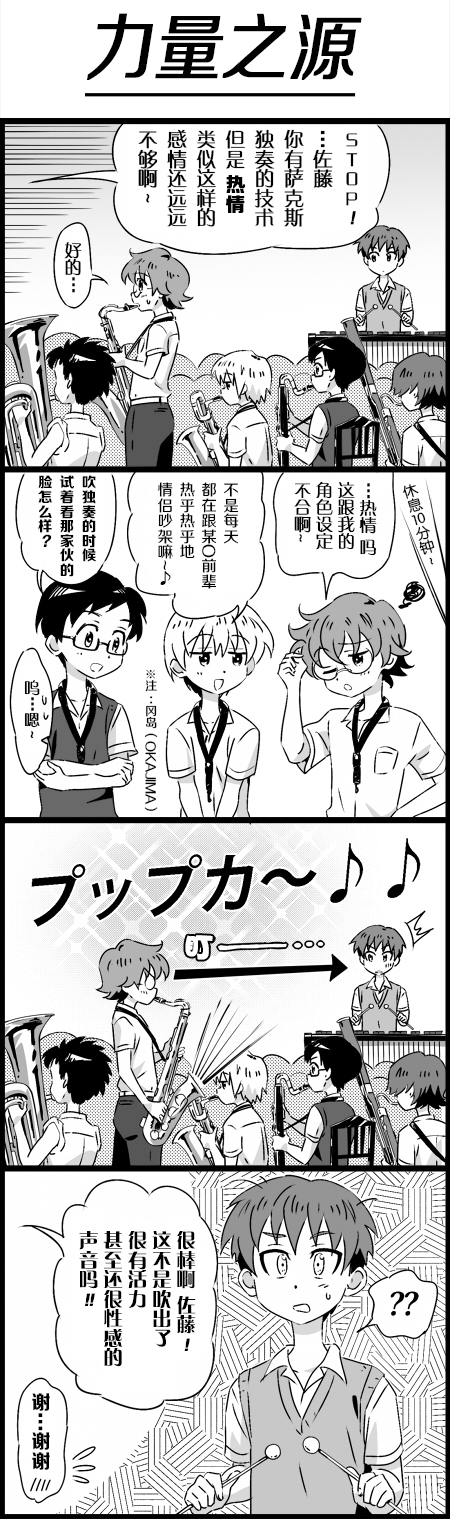 力量之源
STOP！
…佐藤
你有萨克斯
独奏的技术
但是 热情
类似这样的
感情还远远
不够啊~
好的…
休息10分钟~
…热情 吗
这跟我的
角色设定
不合啊~
不是每天
都在跟某〇前辈
热乎热乎地
情侣吵架嘛~♪
※注：冈岛（OKAJIMA）
吹独奏的时候
试着看那家伙的
脸怎么样？
呜…嗯~
プップカ～♪♪
叮——…
很棒啊 佐藤！
这不是吹出了
很有活力
甚至还很性感的
声音吗!!
??
谢…谢谢